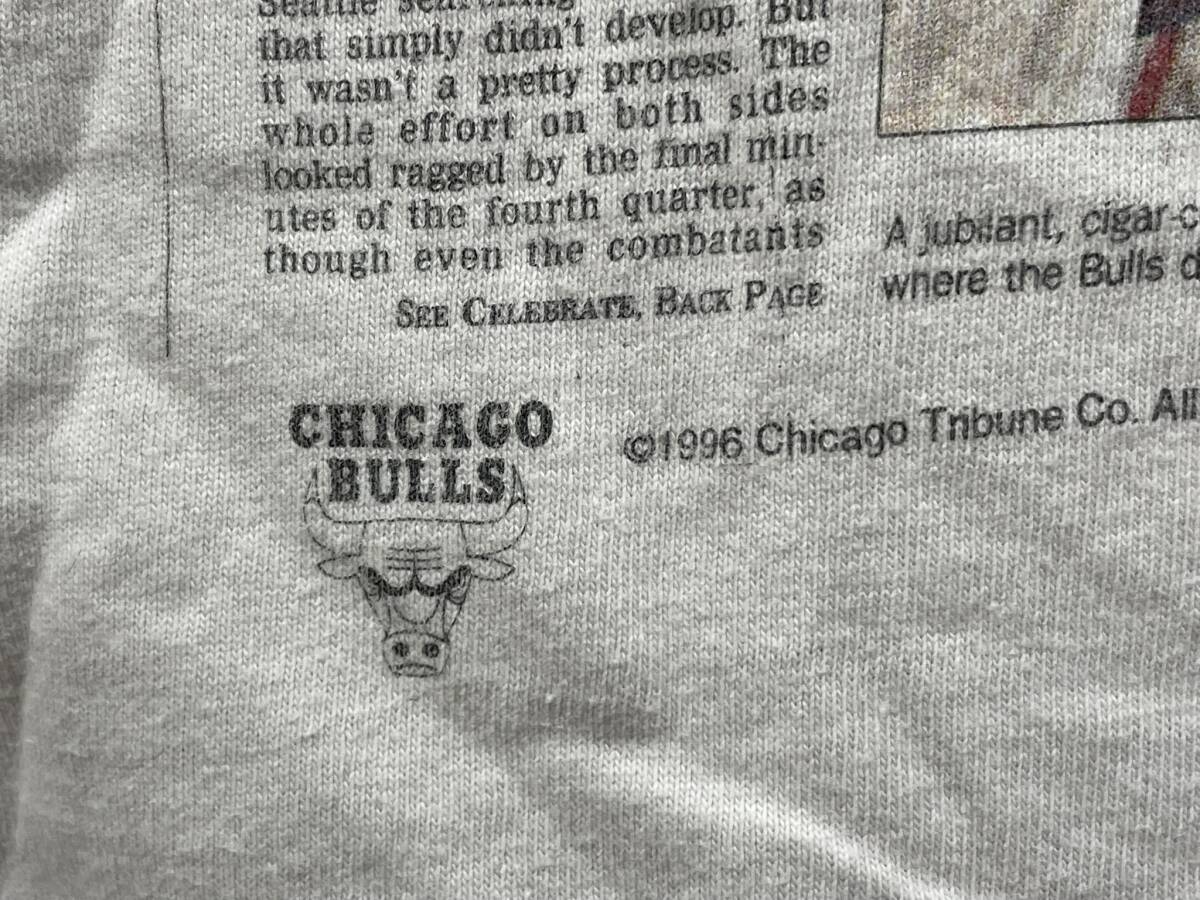 Seattle searching
that simply didn't develop. But
it wasn't a pretty process. The
whole effort on both sides
looked ragged by the final min-
utes of the fourth quarter, as
though even the combatants
SEE CELEBRATE, BACK PAGE
A jubilant, cigar-c
where the Bulls d
CHICAGO
BULLS
©1996 Chicago Tribune Co. All